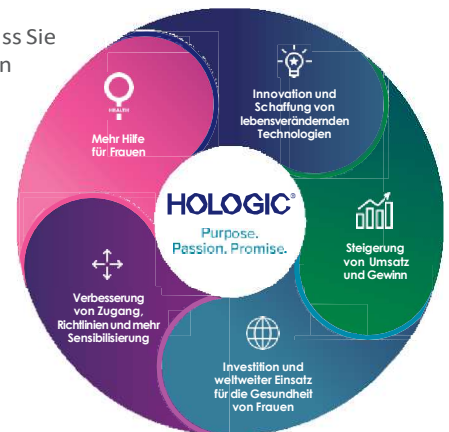 ss Sie
n
Innovation und
Schaffung von
lebensverändernden
Technologien
HEALTH
Mehr Hilfe
für Frauen
HOLOGIC®
Purpose.
Passion. Promise.
Steigerung
von Umsatz
und Gewinn
Verbesserung
von Zugang,
Richtlinien und mehr
Sensibilisierung
Investition und
weltweiter Einsatz
für die Gesundheit
von Frauen